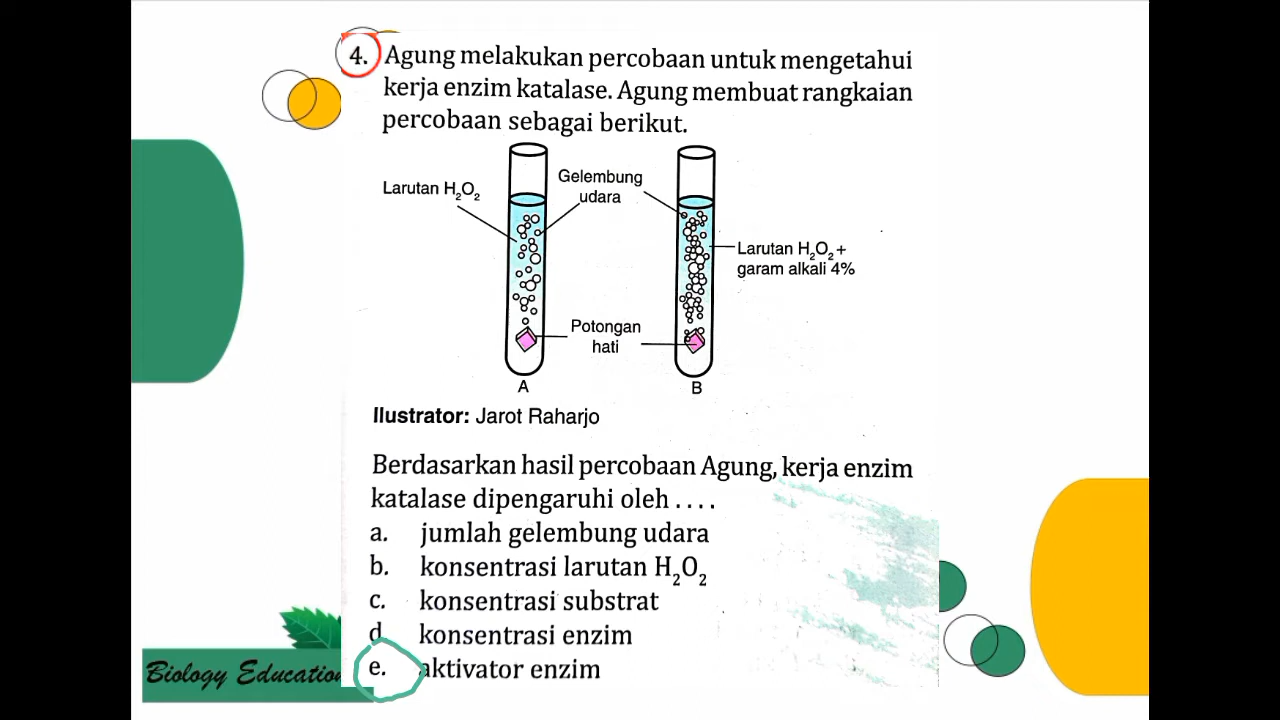 4. Agung melakukan percobaan untuk mengetahui
kerja enzim katalase. Agung membuat rangkaian
percobaan sebagai berikut.
Larutan H₂O₂
Gelembung
udara
Larutan H₂O₂ +
garam alkali 4%
Potongan
hati
A
B
Ilustrator: Jarot Raharjo
Berdasarkan hasil percobaan Agung, kerja enzim
katalase dipengaruhi oleh . . . .
a. jumlah gelembung udara
b. konsentrasi larutan H₂O₂
c. konsentrasi substrat
d konsentrasi enzim
e. aktivator enzim
Biology Education